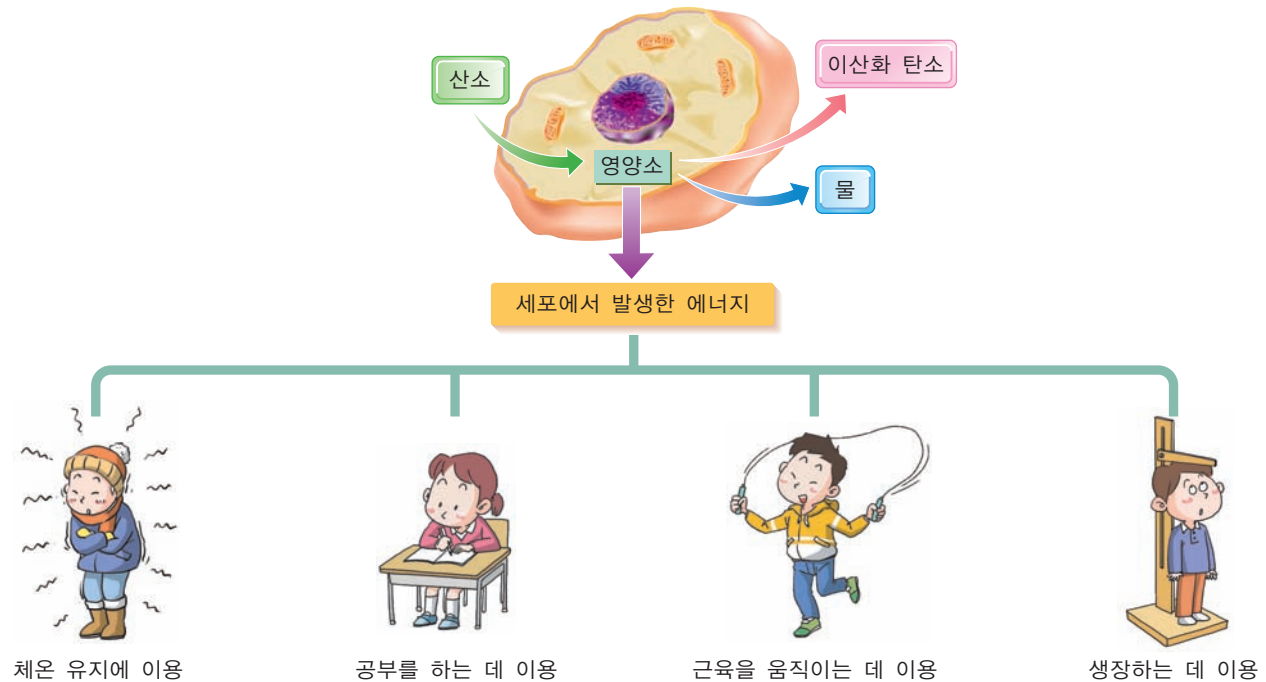 산소
이산화 탄소
영양소
물
세포에서 발생한 에너지
체온 유지에 이용
공부를 하는 데 이용
근육을 움직이는 데 이용
생장하는 데 이용